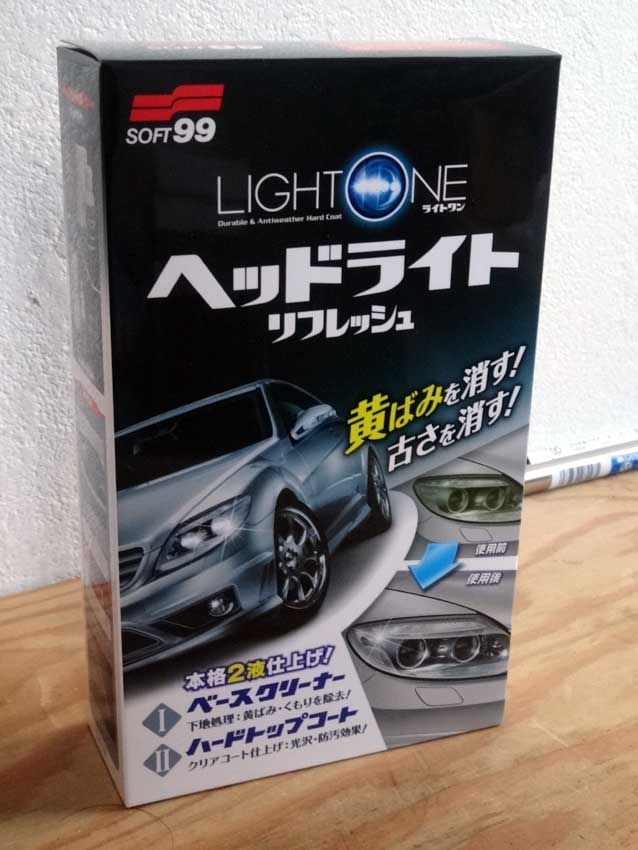 SOFT99
LIGHT ONE
Durable & Antiweather Hard Coat
ライトワン
ヘッドライト
リフレッシュ
黄ばみを消す!
古さを消す!
使用前
使用後
本格2液仕上げ!
I ベースクリーナー
下地処理:黄ばみ・くもりを除去!
II ハードトップコート
クリアコート仕上げ:光沢・防汚効果!